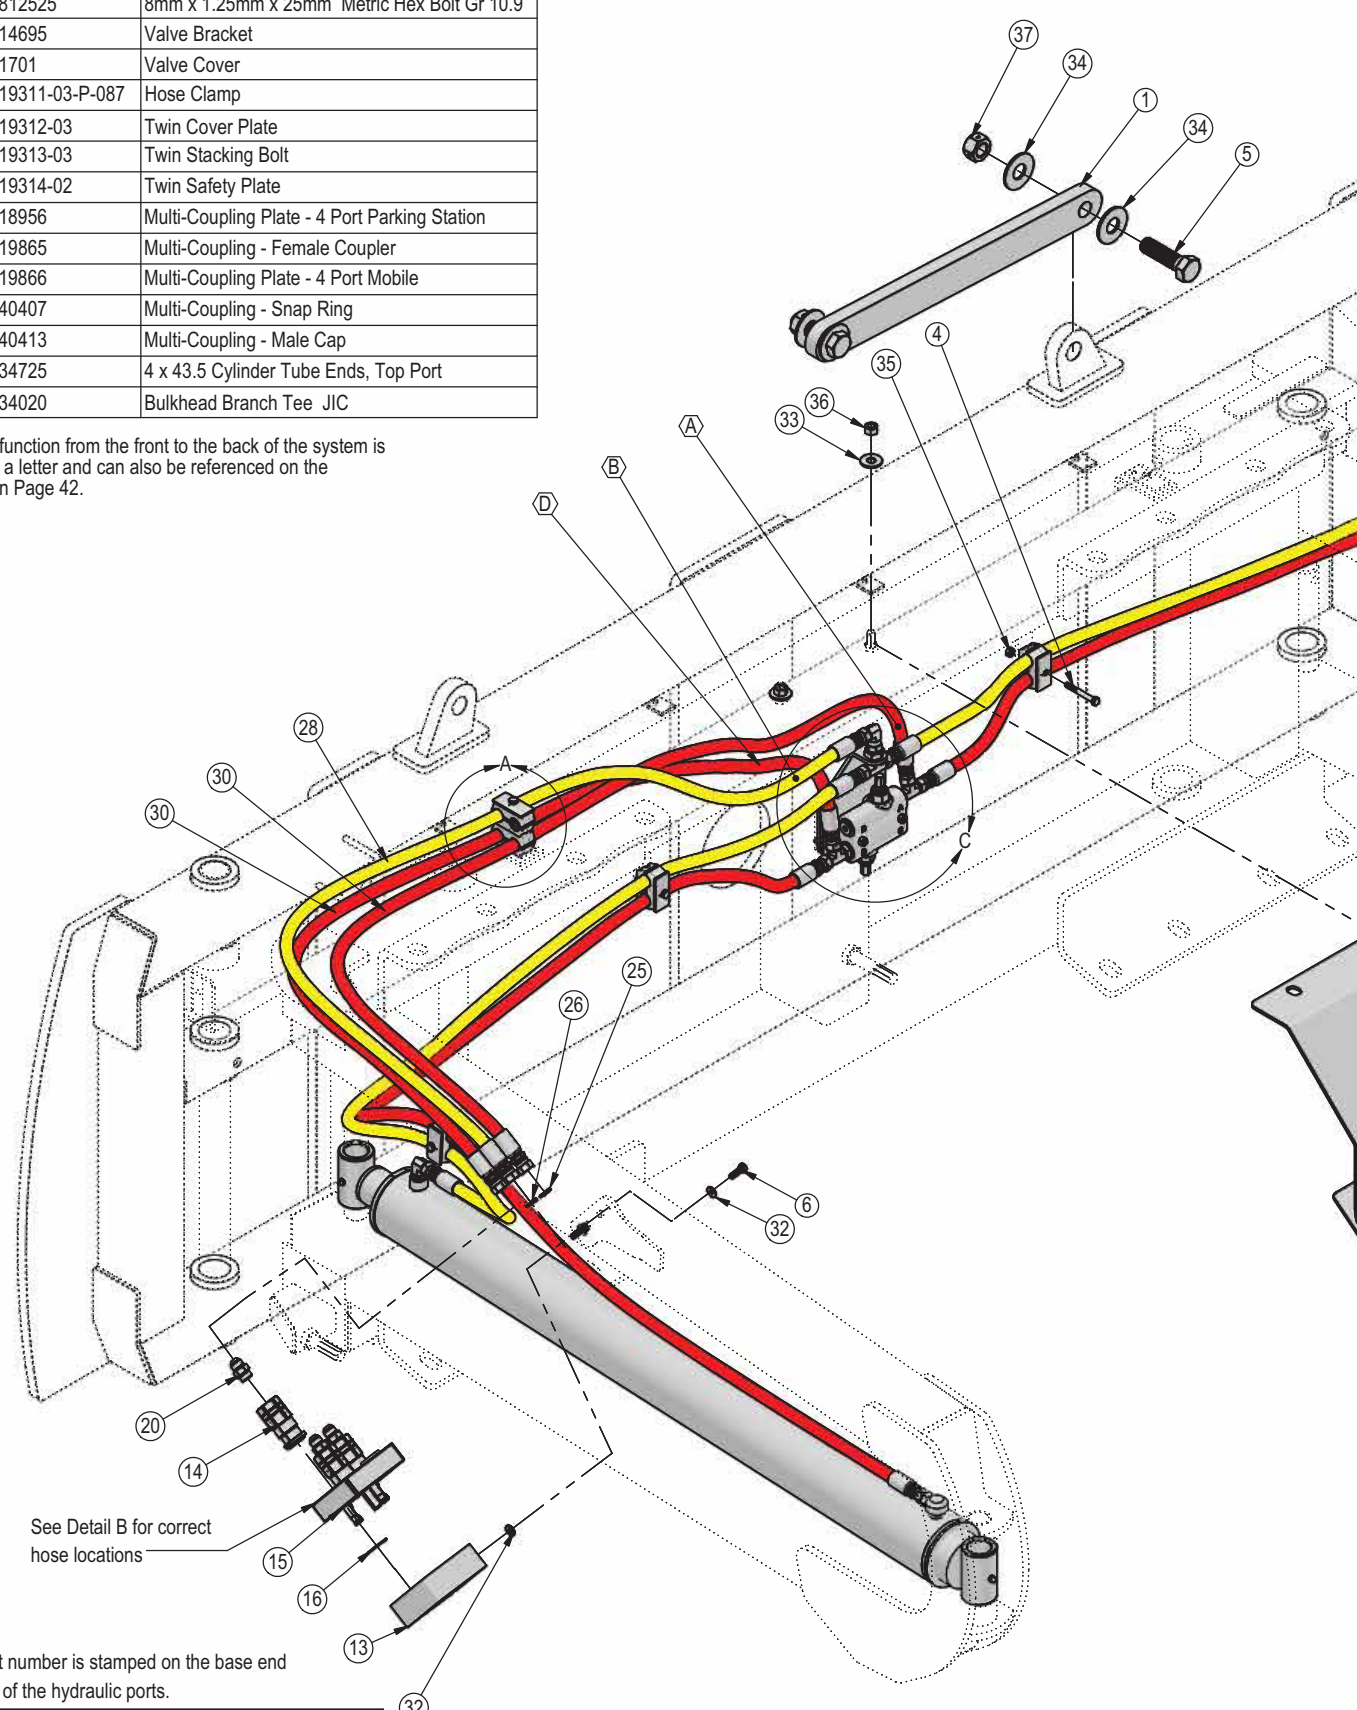 812525 8mm x 1.25mm x 25mm Metric Hex Bolt Gr 10.9
14695 Valve Bracket
1701 Valve Cover
19311-03-P-087 Hose Clamp
19312-03 Twin Cover Plate
19313-03 Twin Stacking Bolt
19314-02 Twin Safety Plate
18956 Multi-Coupling Plate - 4 Port Parking Station
19865 Multi-Coupling - Female Coupler
19866 Multi-Coupling Plate - 4 Port Mobile
40407 Multi-Coupling - Snap Ring
40413 Multi-Coupling - Male Cap
34725 4 x 43.5 Cylinder Tube Ends, Top Port
34020 Bulkhead Branch Tee JIC
function from the front to the back of the system is
a letter and can also be referenced on the
n Page 42.
37
34
1
34
5
4
35
36
33
A
B
D
28
30
30
A
C
25
26
6
32
20
14
See Detail B for correct
hose locations
15
16
13
32
t number is stamped on the base end
of the hydraulic ports.